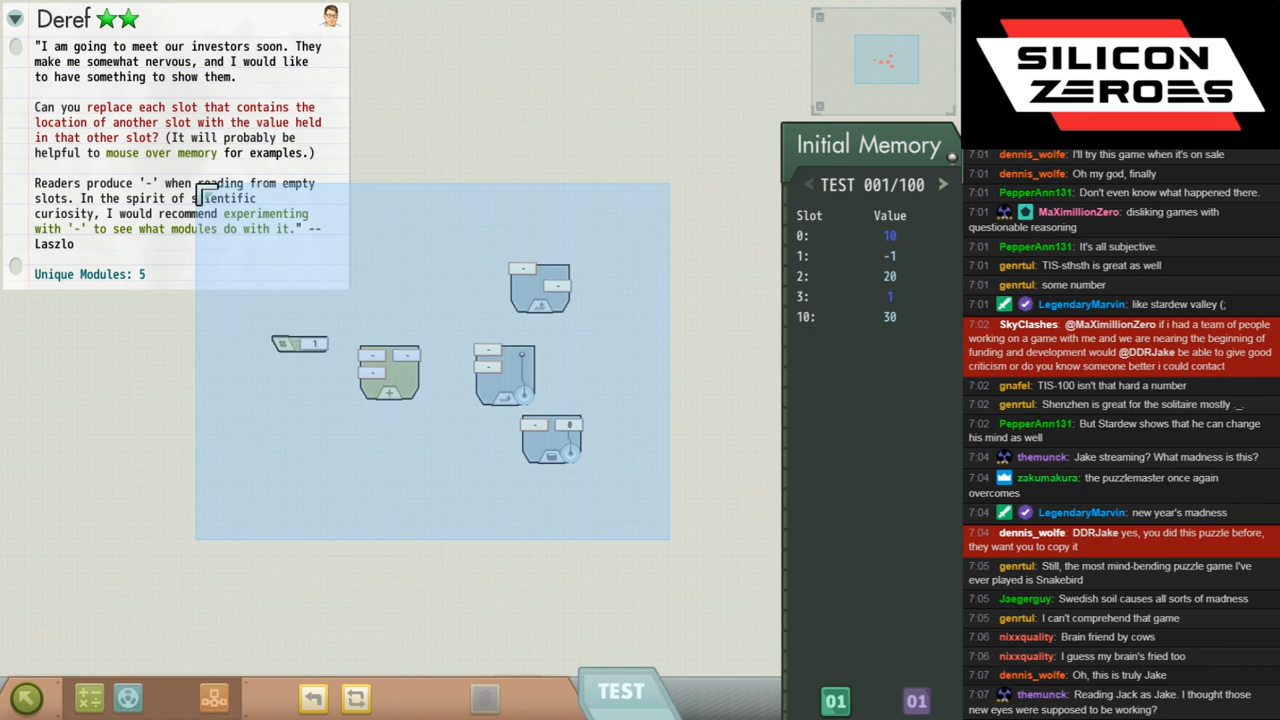 Deref
"I am going to meet our investors soon. They
make me somewhat nervous, and I would like
to have something to show them.
Can you replace each slot that contains the
location of another slot with the value held
in that other slot? (It will probably be
helpful to mouse over memory for examples.)
Readers produce '-' when reading from empty
slots. In the spirit of scientific
curiosity, I would recommend experimenting
with '-' to see what modules do with it." --
Laszlo
Unique Modules: 5
-
-
# 1
-
-
-
+
-
-
-
0
TEST
Initial Memory
TEST 001/100
Slot Value
0: 10
1: -1
2: 20
3: 1
10: 30
01
01
SILICON
ZEROES
7:01 dennis_wolfe: I'll try this game when it's on sale
7:01 dennis_wolfe: Oh my god, finally
7:01 PepperAnn131: Don't even know what happened there.
7:01 MaXimillionZero: disliking games with
questionable reasoning
7:01 PepperAnn131: It's all subjective.
7:01 genrtul: TIS-sthsth is great as well
7:01 genrtul: some number
7:01 LegendaryMarvin: like stardew valley (;
7:02 SkyClashes: @MaXimillionZero if i had a team of people
working on a game with me and we are nearing the beginning of
funding and development would @DDRJake be able to give good
criticism or do you know someone better i could contact
7:02 gnafel: TIS-100 isn't that hard a number
7:02 genrtul: Shenzhen is great for the solitaire mostly ._.
7:02 PepperAnn131: But Stardew shows that he can change
his mind as well
7:04 themunck: Jake streaming? What madness is this?
7:04 zakumakura: the puzzlemaster once again
overcomes
7:04 LegendaryMarvin: new year's madness
7:04 dennis_wolfe: DDRJake yes, you did this puzzle before,
they want you to copy it
7:05 genrtul: Still, the most mind-bending puzzle game I've
ever played is Snakebird
7:05 Jaegerguy: Swedish soil causes all sorts of madness
7:05 genrtul: I can't comprehend that game
7:06 nixxquality: Brain friend by cows
7:06 nixxquality: I guess my brain's fried too
7:07 dennis_wolfe: Oh, this is truly Jake
7:07 themunck: Reading Jack as Jake. I thought those
new eyes were supposed to be working?